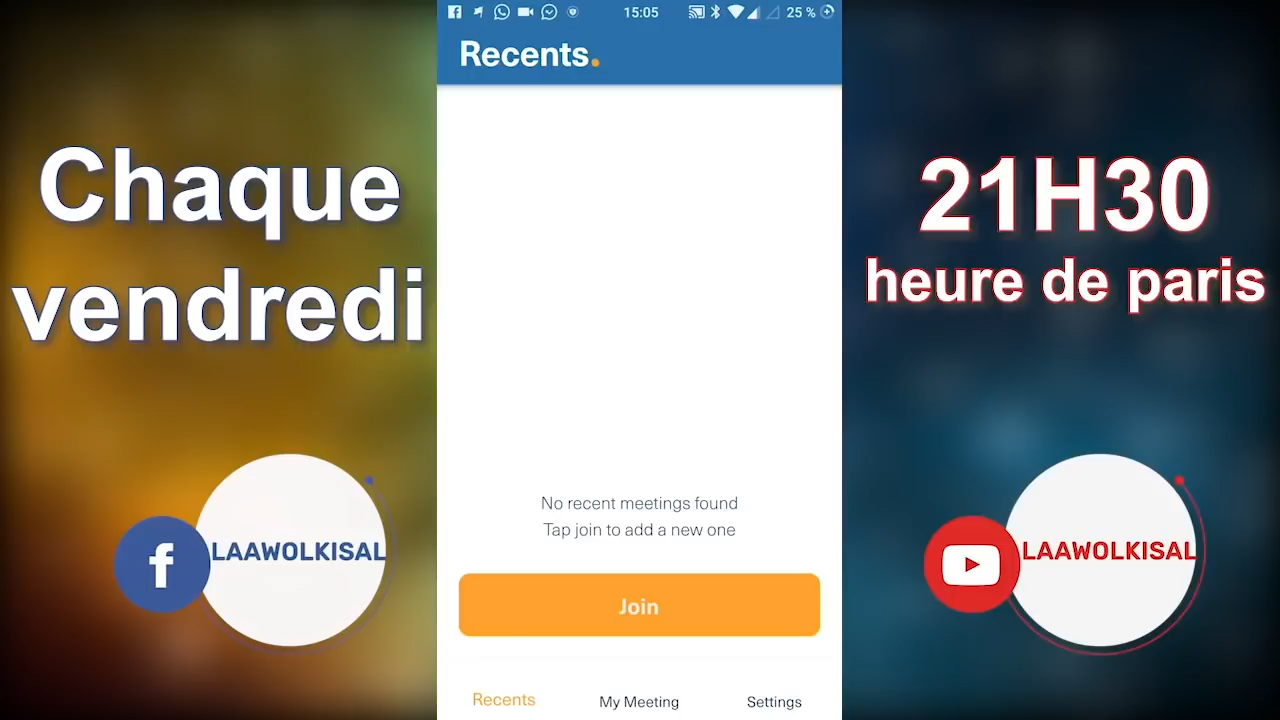 Chaque
vendredi
LAAWOLKISAL
15:05
25 %
Recents.
No recent meetings found
Tap join to add a new one
Join
Recents
My Meeting
Settings
21H30
heure de paris
LAAWOLKISAL